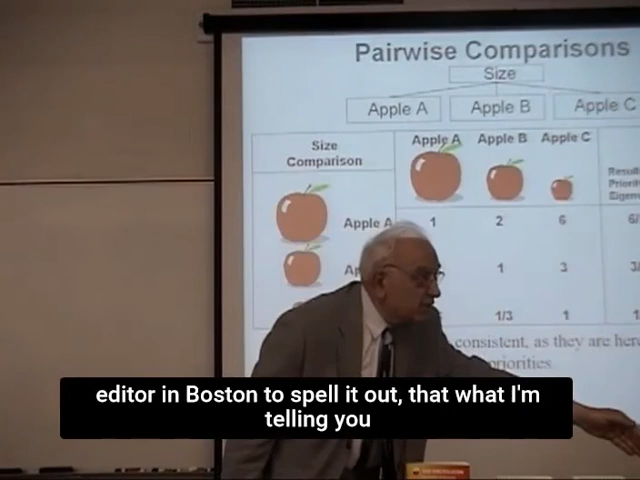 Pairwise Comparisons
Size
Apple A Apple B Apple C
Size
Comparison
Apple A Apple B Apple C
Apple A 1 2 6
1 3
1/3 1
consistent, as they are here
priorities
editor in Boston to spell it out, that what I'm
telling you